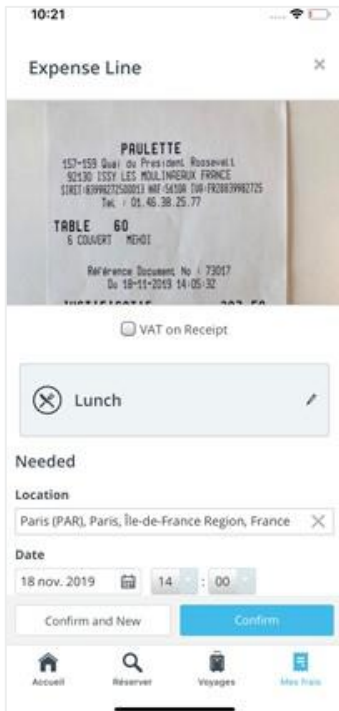 10:21
Expense Line
PAULETTE
157-159 Quai du President Roosevelt
92130 ISSY LES MOULINEAUX FRANCE
Tel : 01.46.38.25.77
TABLE 60
6 COUVERT MEHDI
Référence Document No : 73017
Du 18-11-2019 14:05:32
VAT on Receipt
Lunch
Needed
Location
Paris (PAR), Paris, Île-de-France Region, France
Date
18 nov. 2019 14 : 00
Confirm and New Confirm
Accueil Réserver Voyages Mes frais